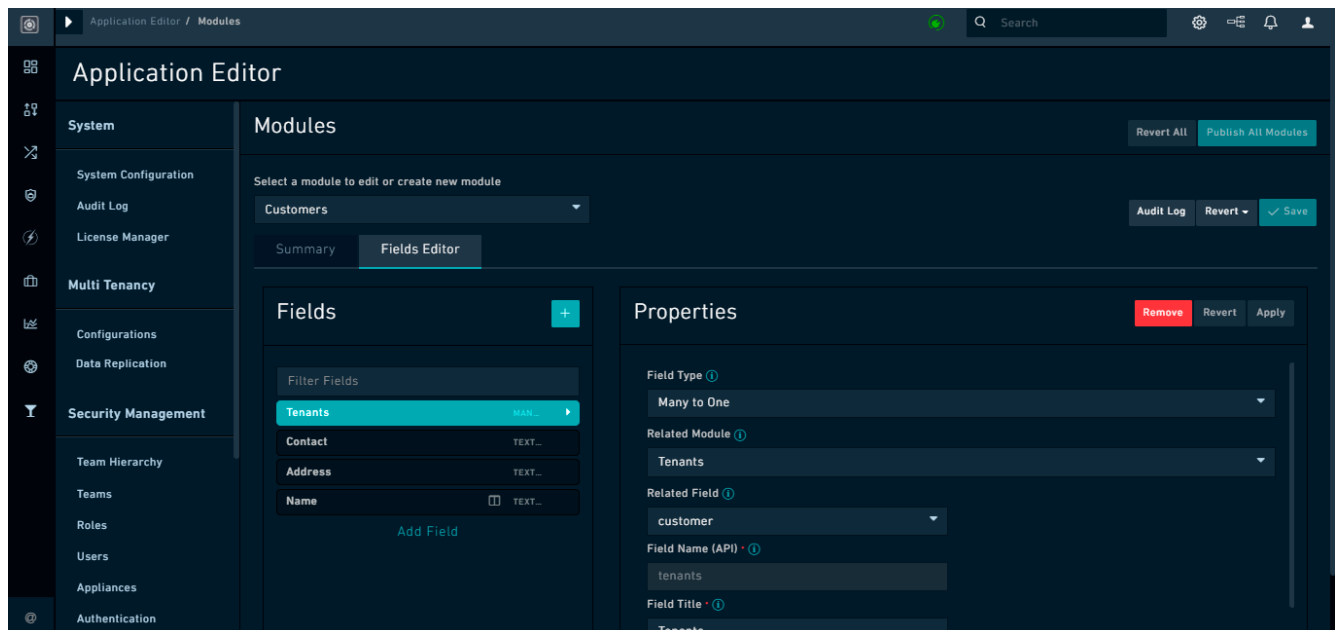 Application Editor / Modules
Search
Application Editor
System
System Configuration
Audit Log
License Manager
Multi Tenancy
Configurations
Data Replication
Security Management
Team Hierarchy
Teams
Roles
Users
Appliances
Authentication
@
Modules
Revert All
Publish All Modules
Select a module to edit or create new module
Customers
Audit Log
Revert
Save
Summary
Fields Editor
Fields
+
Filter Fields
Tenants MAN…
Contact TEXT…
Address TEXT…
Name TEXT…
Add Field
Properties
Remove
Revert
Apply
Field Type
Many to One
Related Module
Tenants
Related Field
customer
Field Name (API) •
tenants
Field Title •
Tenants